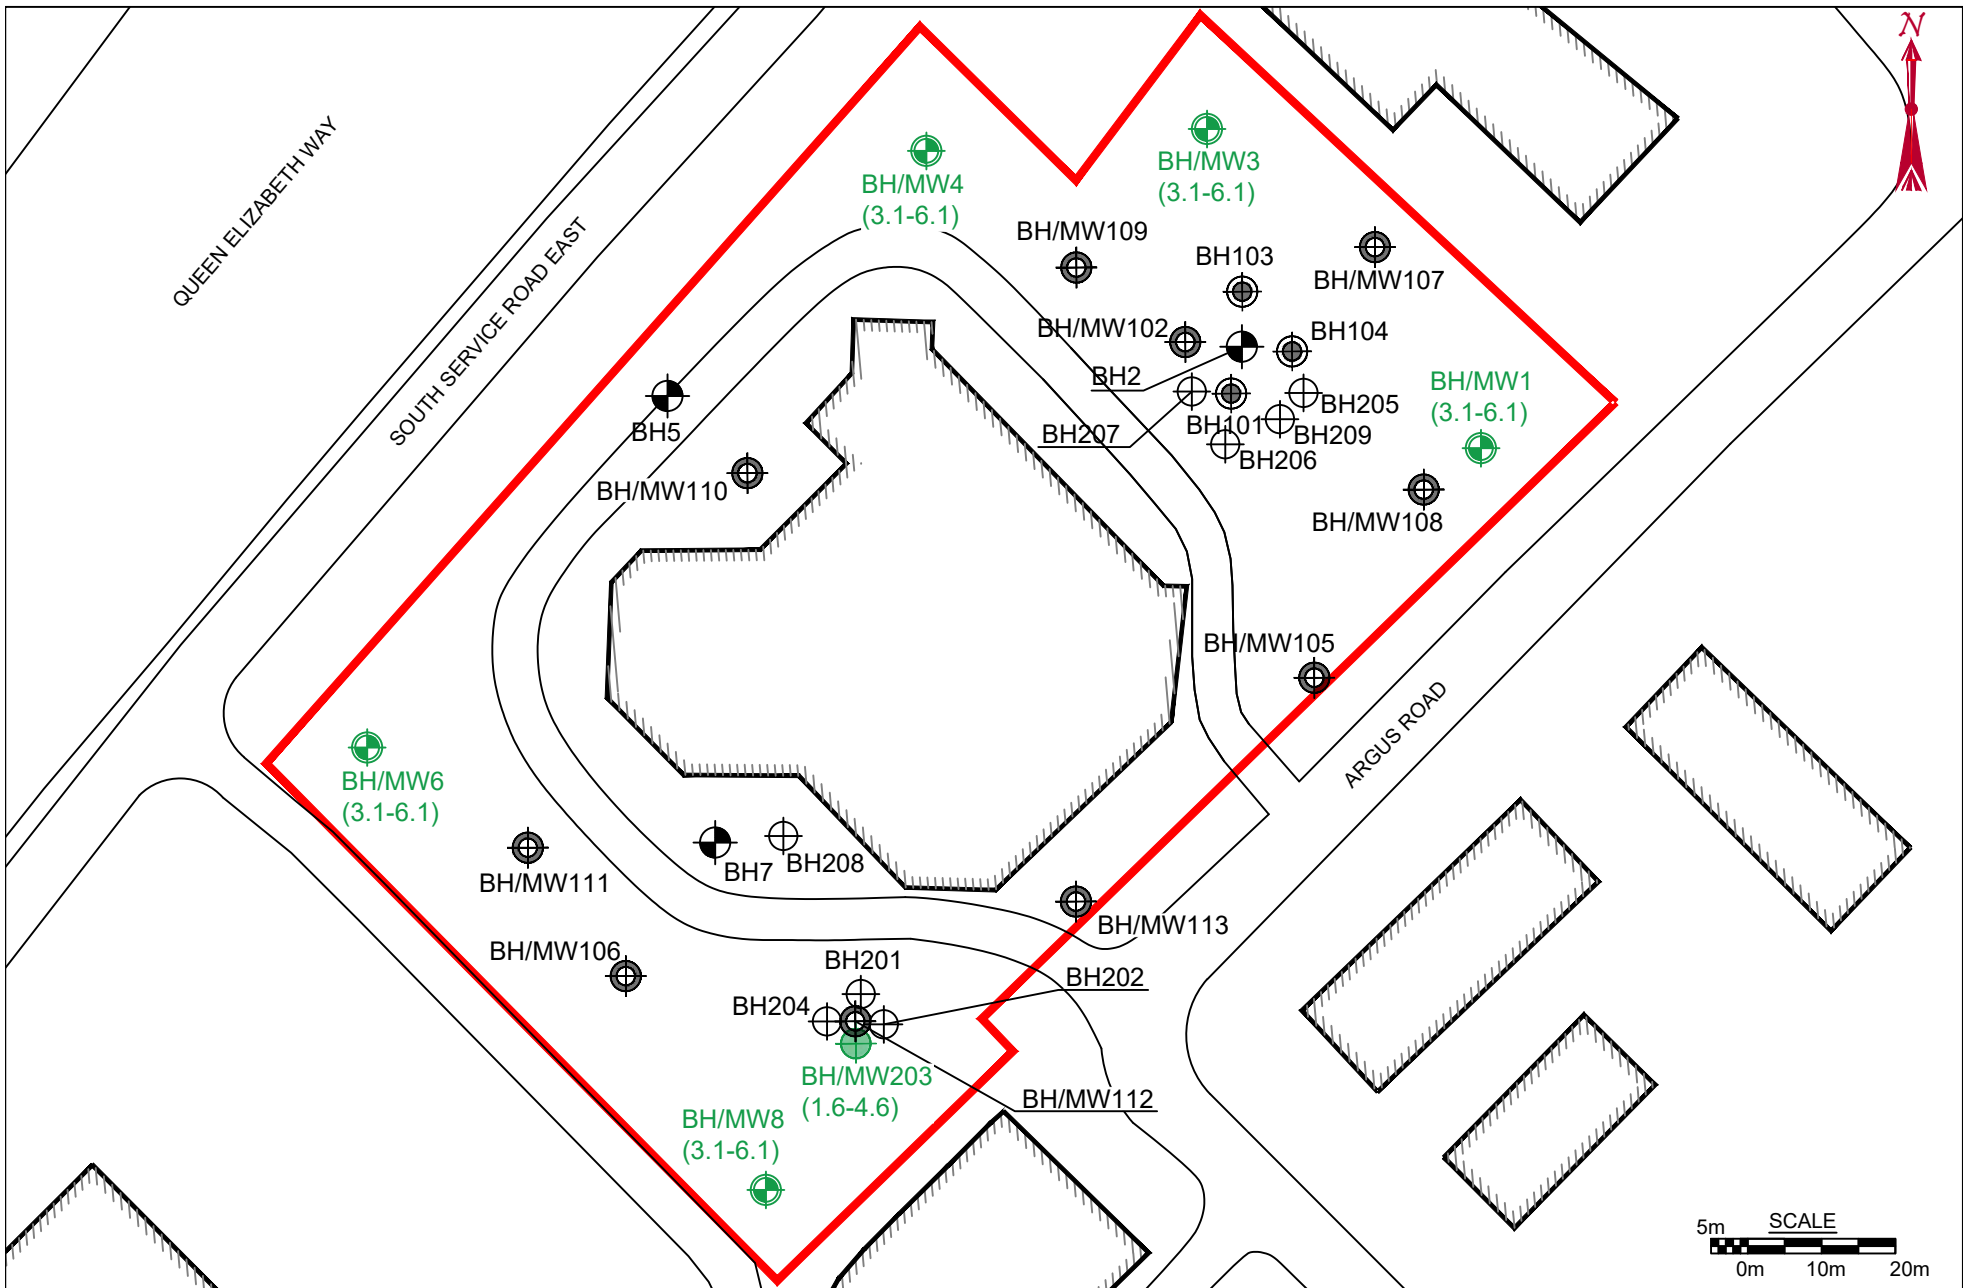 N
QUEEN ELIZABETH WAY
SOUTH SERVICE ROAD EAST
BH/MW4
(3.1-6.1)
BH/MW3
(3.1-6.1)
BH/MW109
BH103
BH/MW107
BH/MW102
BH104
BH2
BH/MW1
(3.1-6.1)
BH205
BH5
BH207
BH101
BH209
BH206
BH/MW110
BH/MW108
BH/MW105
ARGUS ROAD
BH/MW6
(3.1-6.1)
BH7
BH208
BH/MW111
BH/MW113
BH/MW106
BH201
BH202
BH204
BH/MW203
(1.6-4.6)
BH/MW112
BH/MW8
(3.1-6.1)
5m
SCALE
0m
10m
20m